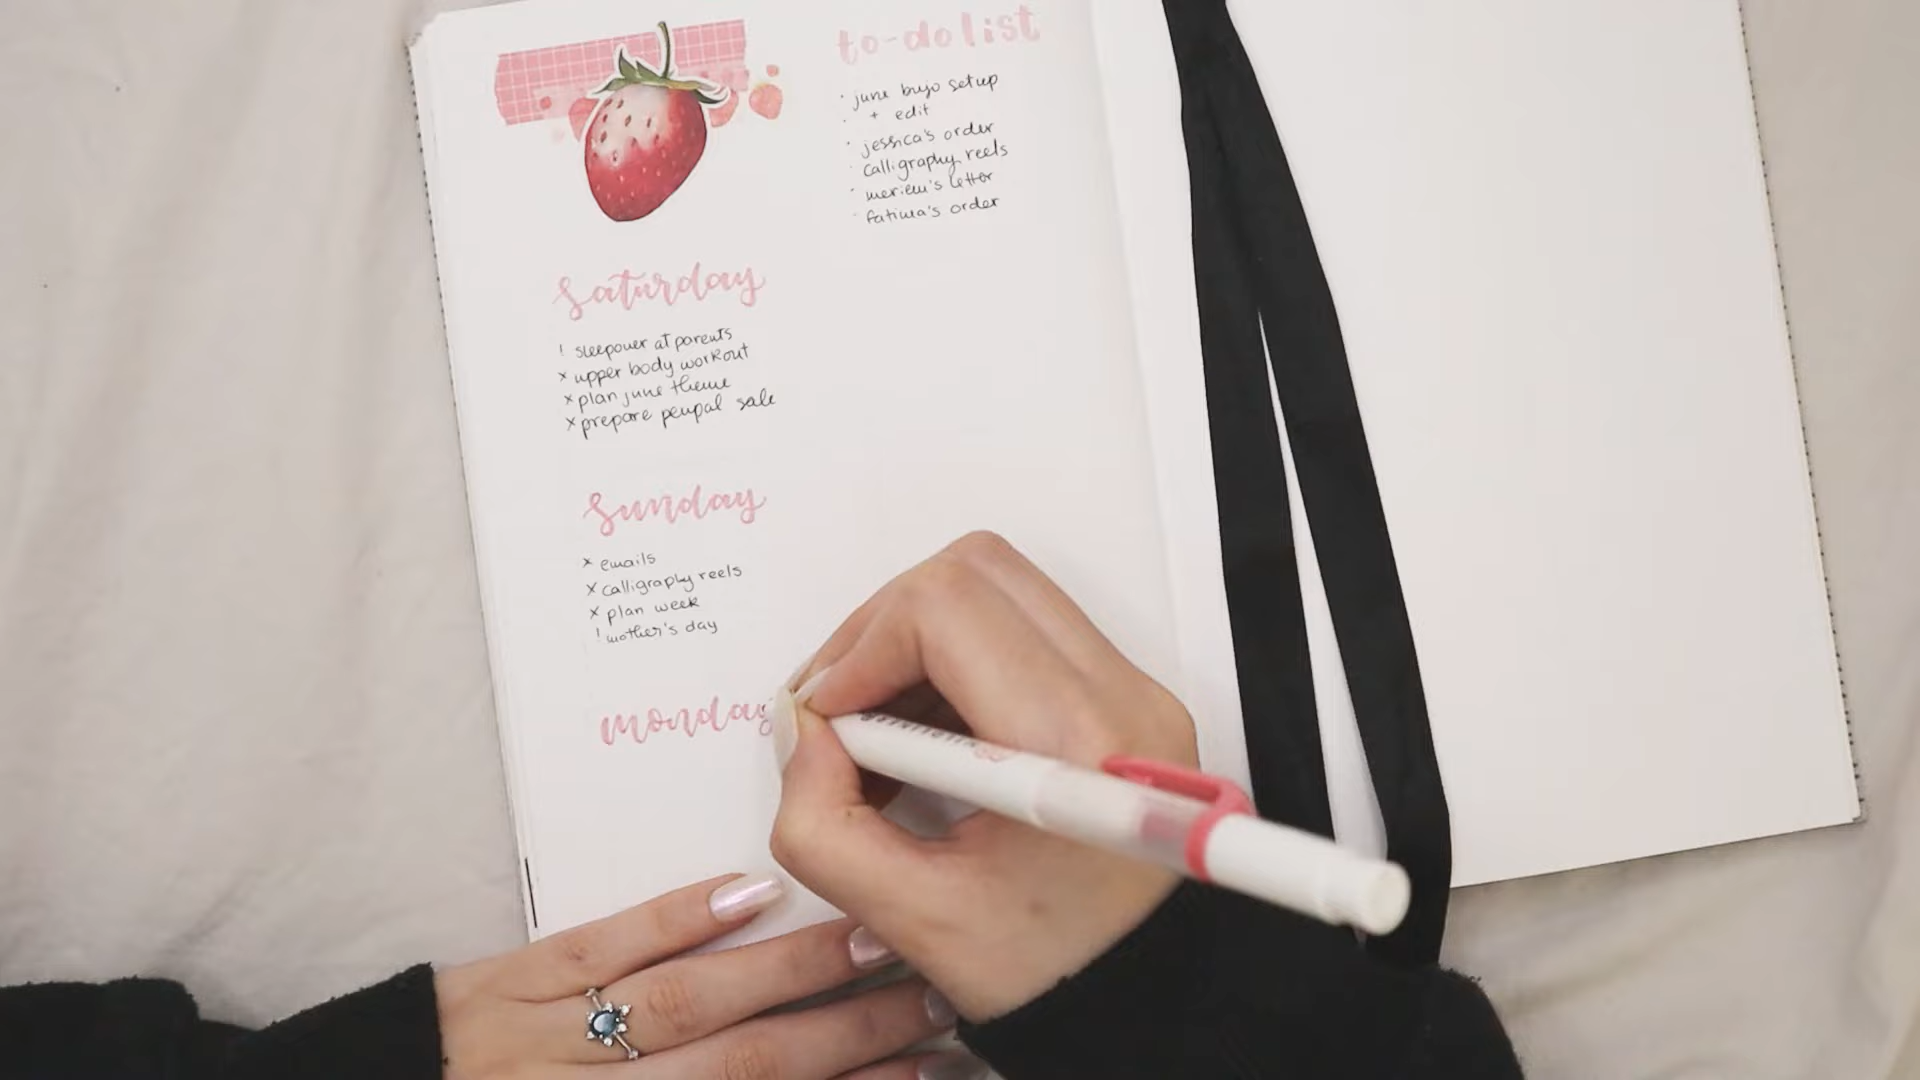 to-do list
· june bujo setup
· + edit
· jessica's order
· calligraphy reels
· meriem's letter
· fatima's order
saturday
! sleepover at parents
x upper body workout
x plan june theme
x prepare penpal sale
sunday
x emails
x calligraphy reels
x plan week
! mother's day
monday